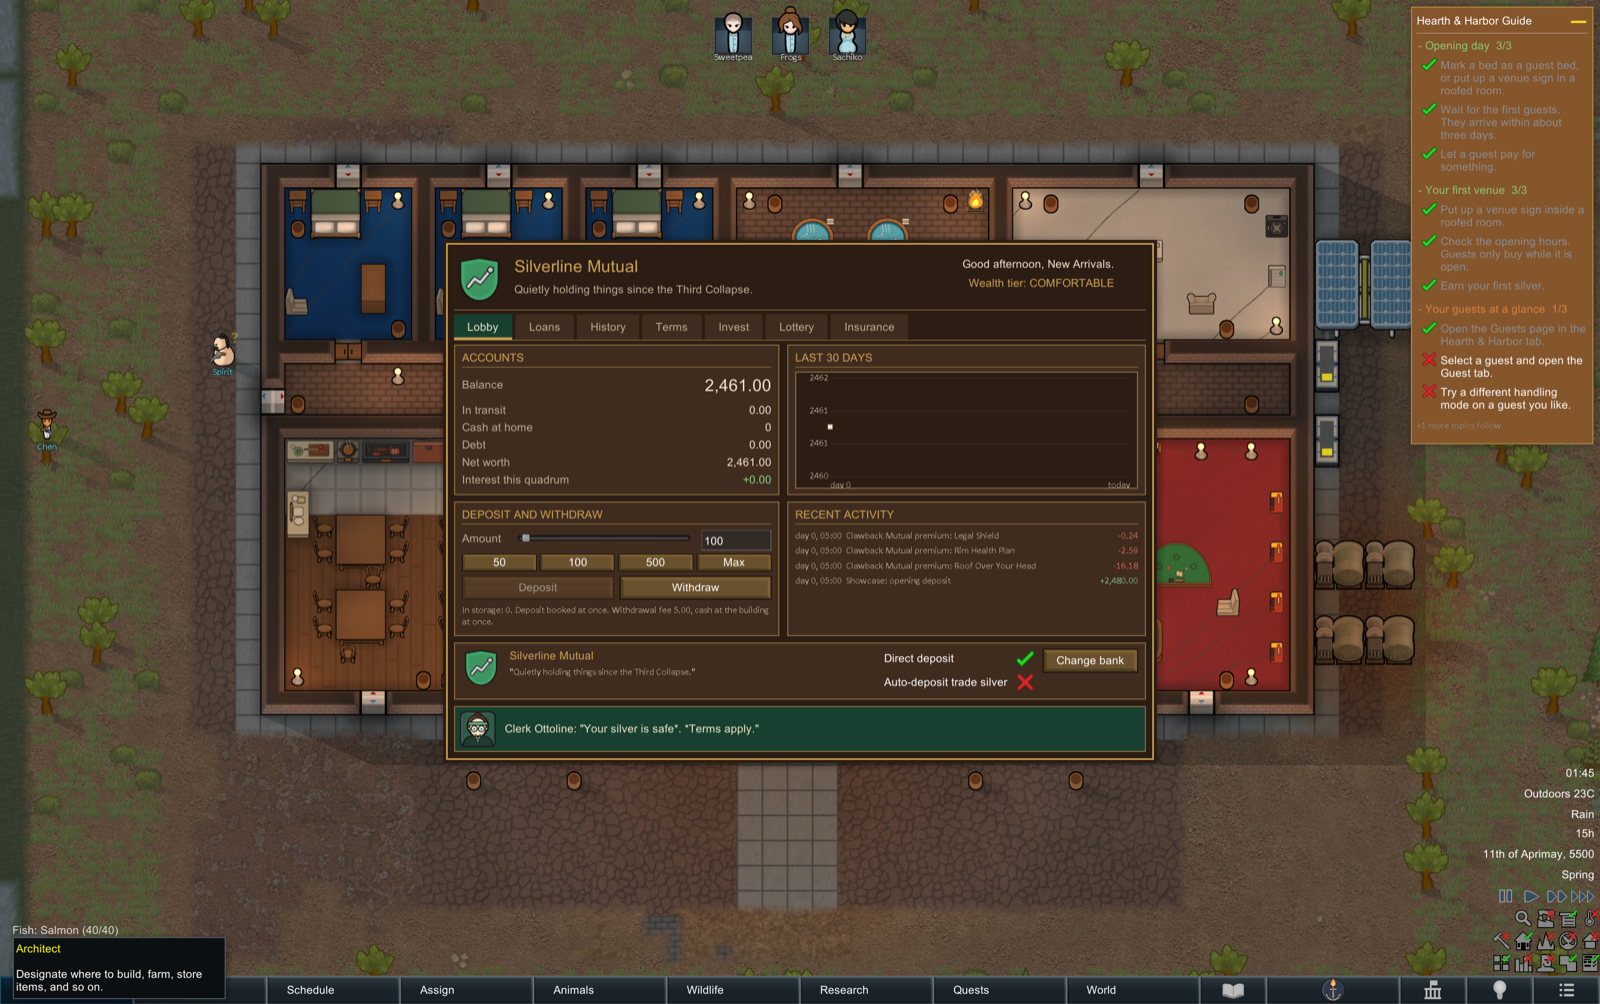 Sweetpea
Frogs
Sachiko
Hearth & Harbor Guide
- Opening day 3/3
Mark a bed as a guest bed,
or put up a venue sign in a
roofed room.
Wait for the first guests.
They arrive within about
three days.
Let a guest pay for
something.
- Your first venue 3/3
Put up a venue sign inside a
roofed room.
Check the opening hours.
Guests only buy while it is
open.
Earn your first silver.
- Your guests at a glance 1/3
Open the Guests page in the
Hearth & Harbor tab.
Select a guest and open the
Guest tab.
Try a different handling
mode on a guest you like.
+1 more topics follow
Spirit
Chen
Silverline Mutual
Quietly holding things since the Third Collapse.
Good afternoon, New Arrivals.
Wealth tier: COMFORTABLE
Lobby
Loans
History
Terms
Invest
Lottery
Insurance
ACCOUNTS
Balance 2,461.00
In transit 0.00
Cash at home 0
Debt 0.00
Net worth 2,461.00
Interest this quadrum +0.00
LAST 30 DAYS
2462
2461
2461
2460
day 0
today
DEPOSIT AND WITHDRAW
Amount 100
50
100
500
Max
Deposit
Withdraw
In storage: 0. Deposit booked at once. Withdrawal fee 5.00, cash at the building
at once.
RECENT ACTIVITY
day 0, 05:00 Clawback Mutual premium: Legal Shield -0.24
day 0, 05:00 Clawback Mutual premium: Rim Health Plan -2.59
day 0, 05:00 Clawback Mutual premium: Roof Over Your Head -16.18
day 0, 05:00 Showcase: opening deposit +2,480.00
Silverline Mutual
"Quietly holding things since the Third Collapse."
Direct deposit
Auto-deposit trade silver
Change bank
Clerk Ottoline: "Your silver is safe*. *Terms apply."
01:45
Outdoors 23C
Rain
15h
11th of Aprimay, 5500
Spring
Fish: Salmon (40/40)
Architect
Designate where to build, farm, store
items, and so on.
Schedule
Assign
Animals
Wildlife
Research
Quests
World